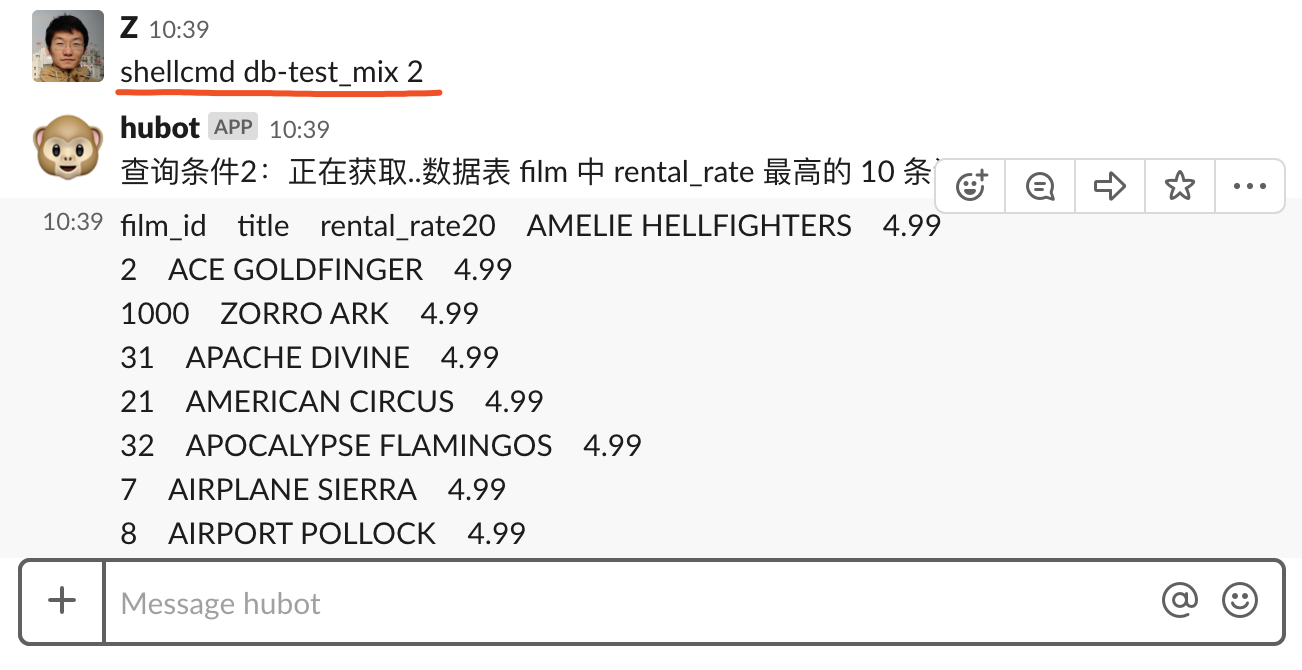 Z 10:39
shellcmd db-test_mix 2
hubot APP 10:39
查询条件2：正在获取..数据表 film 中 rental_rate 最高的 10 条
10:39 film_id title rental_rate20 AMELIE HELLFIGHTERS 4.99
2 ACE GOLDFINGER 4.99
1000 ZORRO ARK 4.99
31 APACHE DIVINE 4.99
21 AMERICAN CIRCUS 4.99
32 APOCALYPSE FLAMINGOS 4.99
7 AIRPLANE SIERRA 4.99
8 AIRPORT POLLOCK 4.99
Message hubot